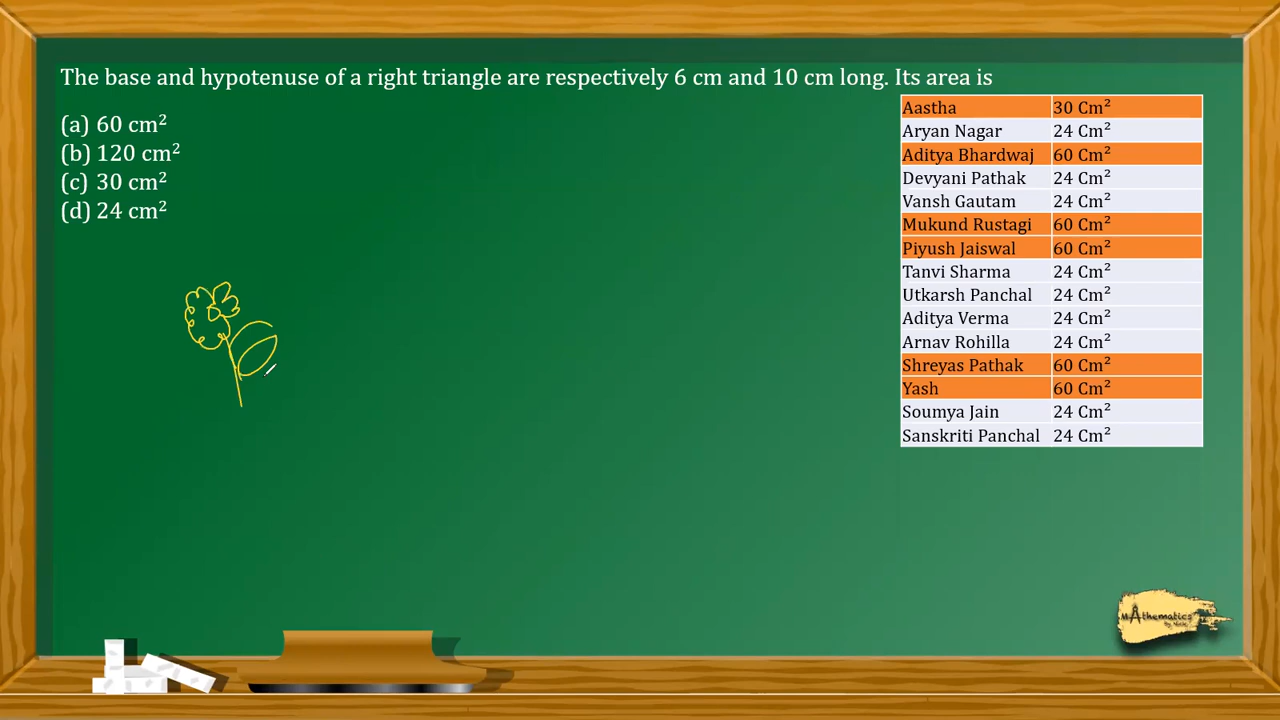 The base and hypotenuse of a right triangle are respectively 6 cm and 10 cm long. Its area is
(a) 60 cm²
(b) 120 cm²
(c) 30 cm²
(d) 24 cm²
Aastha 30 Cm²
Aryan Nagar 24 Cm²
Aditya Bhardwaj 60 Cm²
Devyani Pathak 24 Cm²
Vansh Gautam 24 Cm²
Mukund Rustagi 60 Cm²
Piyush Jaiswal 60 Cm²
Tanvi Sharma 24 Cm²
Utkarsh Panchal 24 Cm²
Aditya Verma 24 Cm²
Arnav Rohilla 24 Cm²
Shreyas Pathak 60 Cm²
Yash 60 Cm²
Soumya Jain 24 Cm²
Sanskriti Panchal 24 Cm²
MAthematics